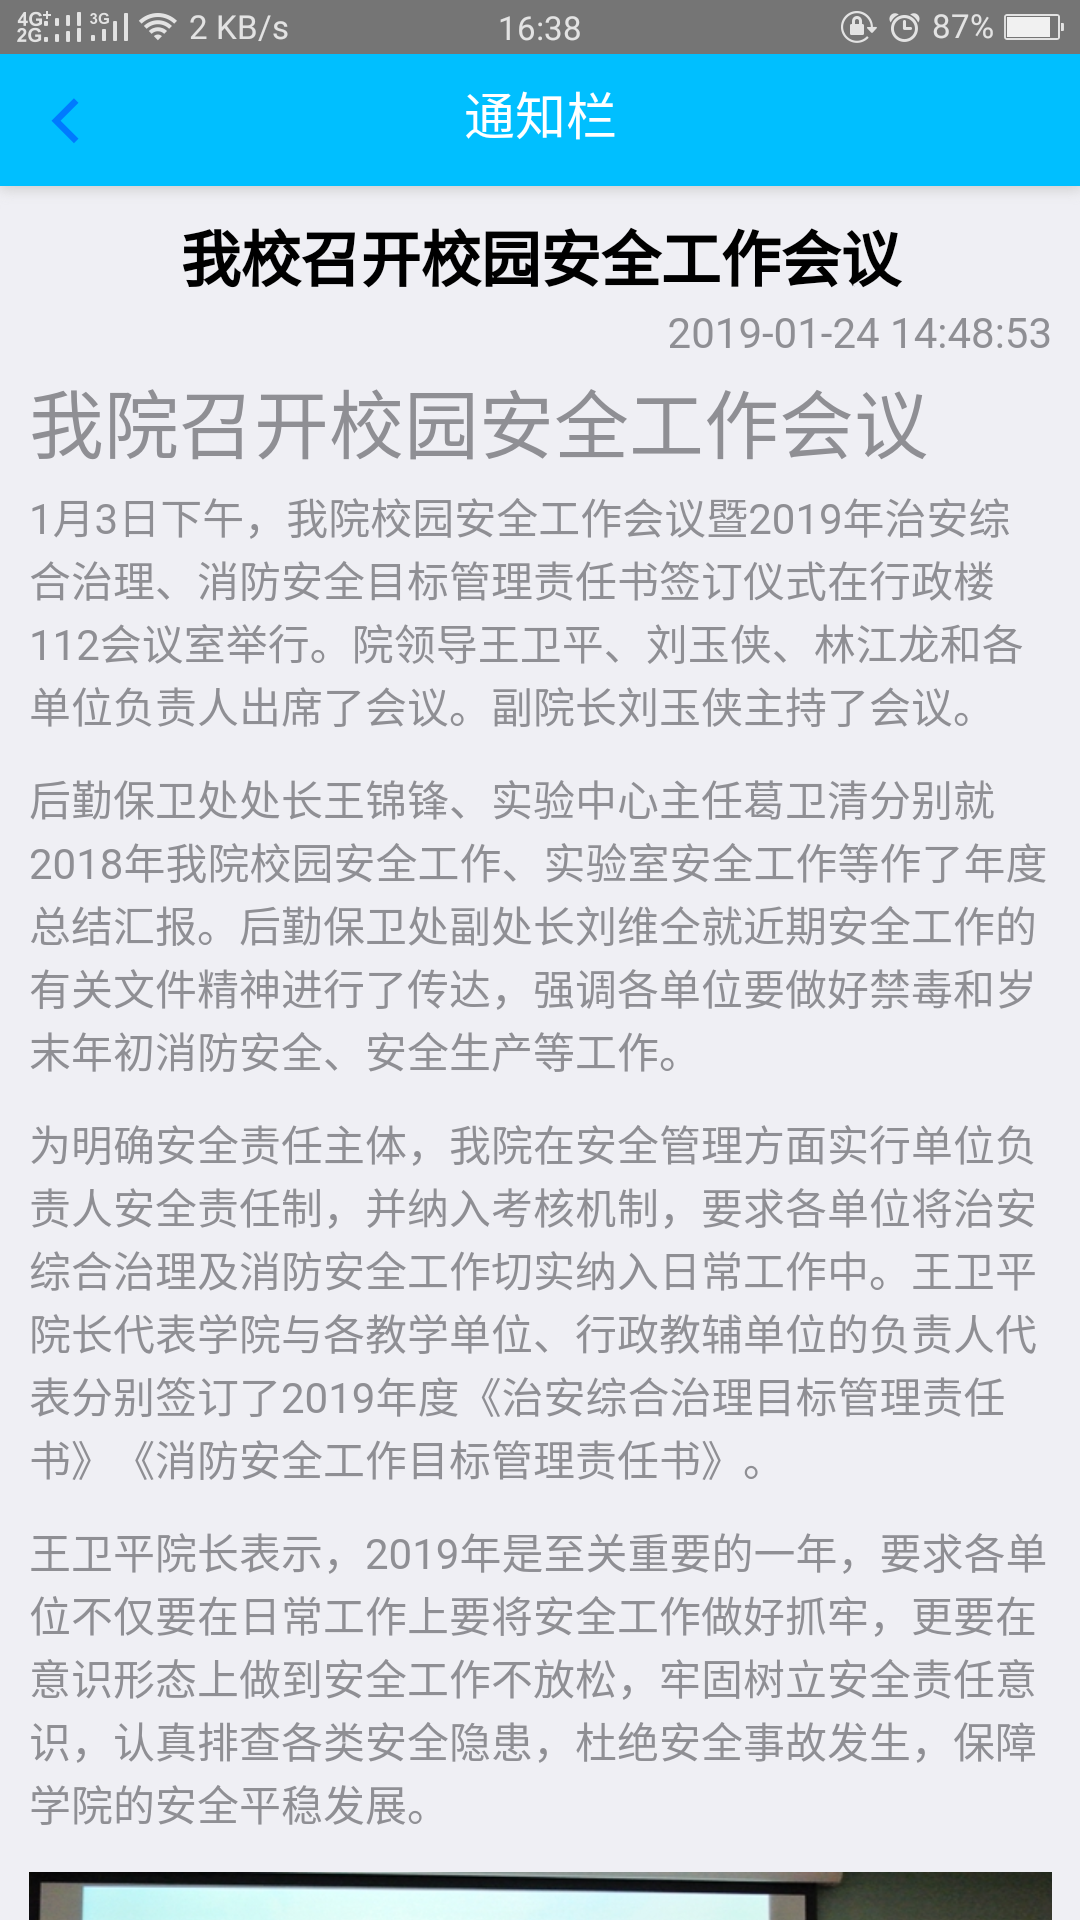 4G+ 2G 3G 2 KB/s 16:38 87%
通知栏
我校召开校园安全工作会议
2019-01-24 14:48:53
我院召开校园安全工作会议
1月3日下午，我院校园安全工作会议暨2019年治安综
合治理、消防安全目标管理责任书签订仪式在行政楼
112会议室举行。院领导王卫平、刘玉侠、林江龙和各
单位负责人出席了会议。副院长刘玉侠主持了会议。
后勤保卫处处长王锦锋、实验中心主任葛卫清分别就
2018年我院校园安全工作、实验室安全工作等作了年度
总结汇报。后勤保卫处副处长刘维仝就近期安全工作的
有关文件精神进行了传达，强调各单位要做好禁毒和岁
末年初消防安全、安全生产等工作。
为明确安全责任主体，我院在安全管理方面实行单位负
责人安全责任制，并纳入考核机制，要求各单位将治安
综合治理及消防安全工作切实纳入日常工作中。王卫平
院长代表学院与各教学单位、行政教辅单位的负责人代
表分别签订了2019年度《治安综合治理目标管理责任
书》《消防安全工作目标管理责任书》。
王卫平院长表示，2019年是至关重要的一年，要求各单
位不仅要在日常工作上要将安全工作做好抓牢，更要在
意识形态上做到安全工作不放松，牢固树立安全责任意
识，认真排查各类安全隐患，杜绝安全事故发生，保障
学院的安全平稳发展。